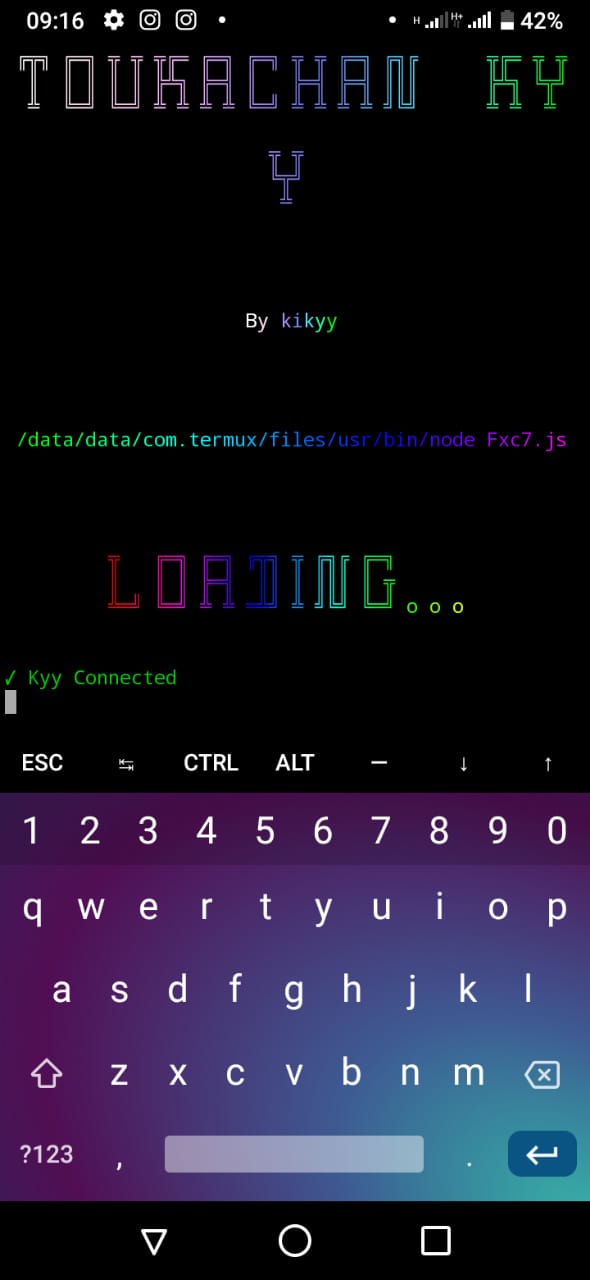 09:16 H H+ 42%
TOUKACHAN KY
Y
By kikyy
/data/data/com.termux/files/usr/bin/node Fxc7.js
LOADING...
✓ Kyy Connected
ESC ↹ CTRL ALT — ↓ ↑
1 2 3 4 5 6 7 8 9 0
q w e r t y u i o p
a s d f g h j k l
z x c v b n m
?123 , .